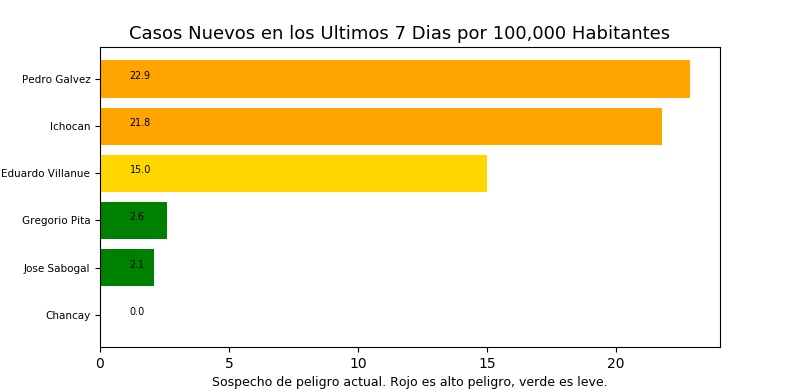 Casos Nuevos en los Ultimos 7 Dias por 100,000 Habitantes
Pedro Galvez 22.9
Ichocan 21.8
Eduardo Villanue 15.0
Gregorio Pita 2.6
Jose Sabogal 2.1
Chancay 0.0
0 5 10 15 20
Sospecho de peligro actual. Rojo es alto peligro, verde es leve.